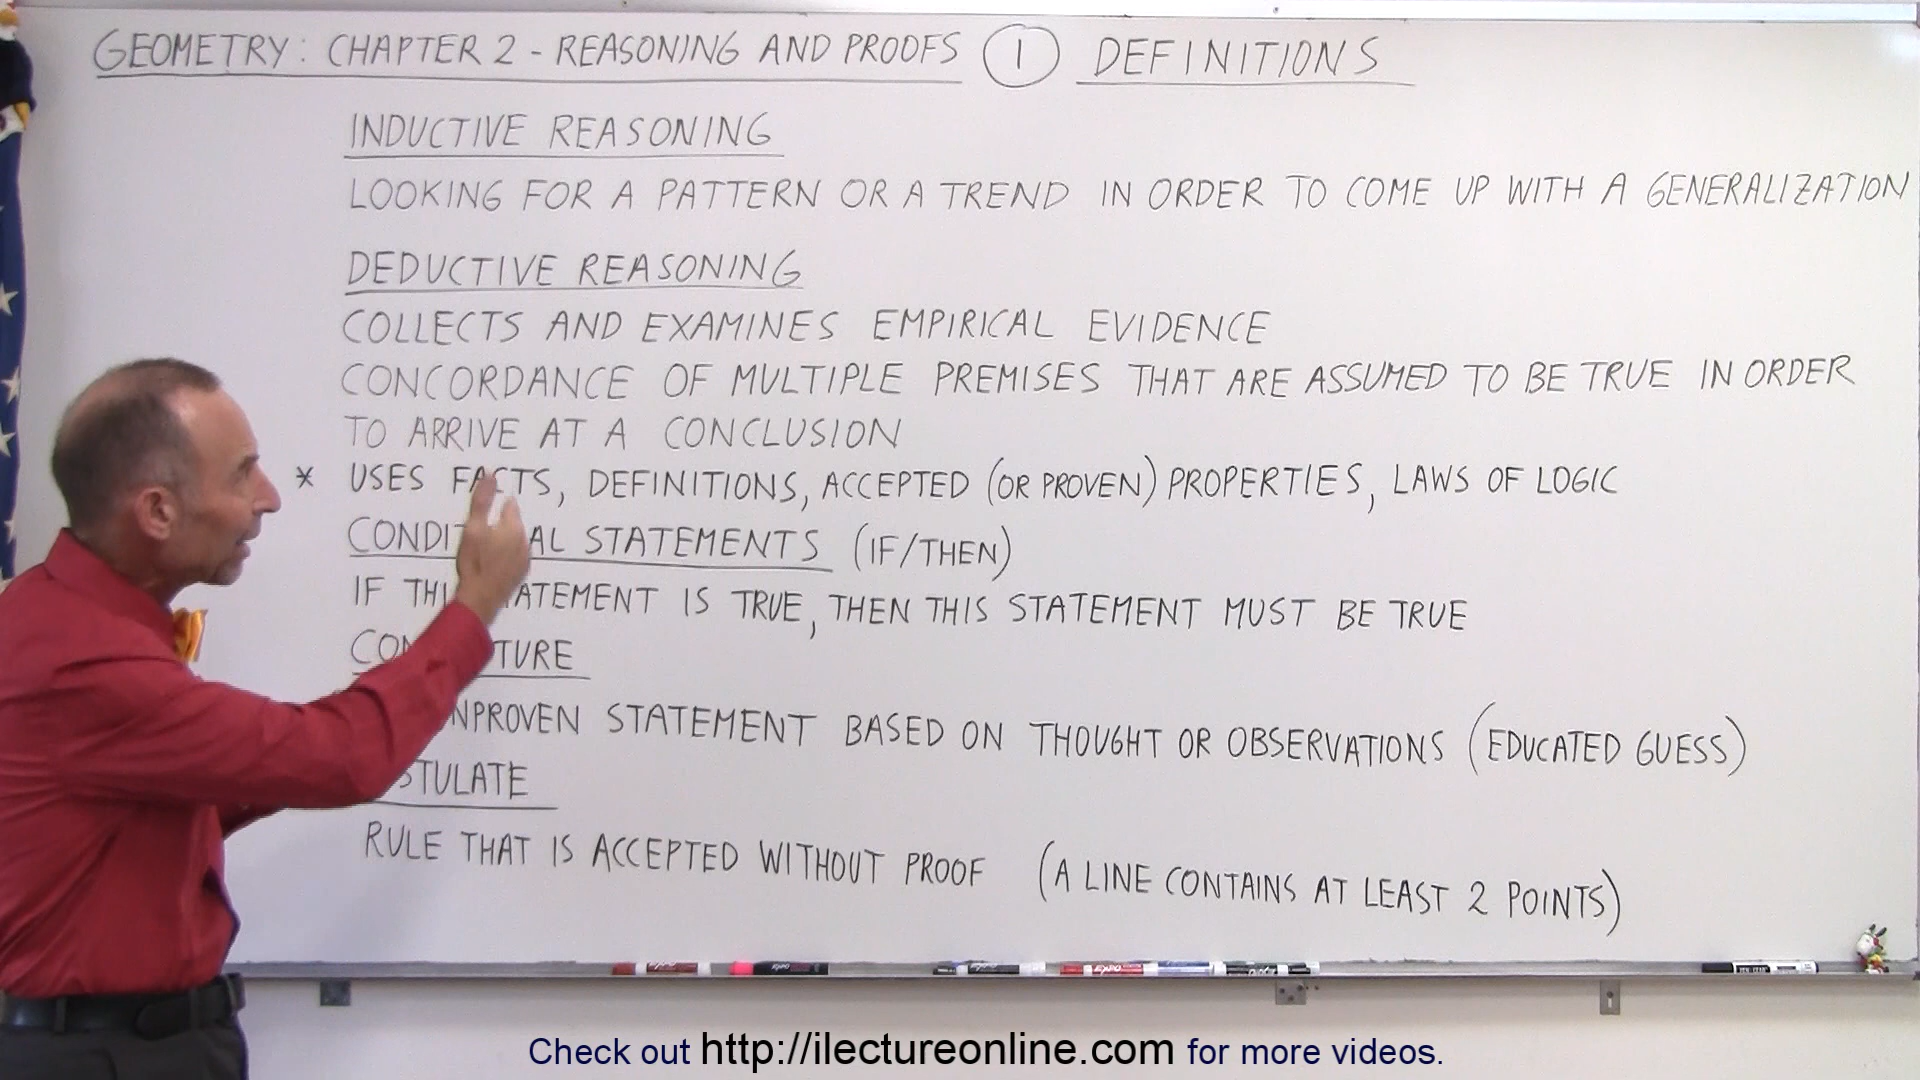 GEOMETRY: CHAPTER 2 - REASONING AND PROOFS 1 DEFINITIONS
INDUCTIVE REASONING
LOOKING FOR A PATTERN OR A TREND IN ORDER TO COME UP WITH A GENERALIZATION
DEDUCTIVE REASONING
COLLECTS AND EXAMINES EMPIRICAL EVIDENCE
CONCORDANCE OF MULTIPLE PREMISES THAT ARE ASSUMED TO BE TRUE IN ORDER
TO ARRIVE AT A CONCLUSION
* USES FACTS, DEFINITIONS, ACCEPTED (OR PROVEN) PROPERTIES, LAWS OF LOGIC
STATEMENTS (IF/THEN)
IF IS TRUE, THEN THIS STATEMENT MUST BE TRUE
STATEMENT BASED ON THOUGHT OR OBSERVATIONS (EDUCATED GUESS)
RULE THAT IS ACCEPTED WITHOUT PROOF (A LINE CONTAINS AT LEAST 2 POINTS)
EXPO
Check out http://ilectureonline.com for more videos.